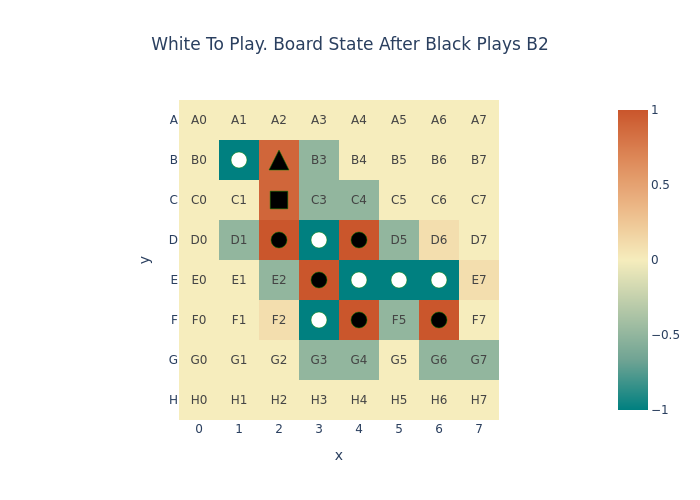 White To Play. Board State After Black Plays B2
A A0 A1 A2 A3 A4 A5 A6 A7
B B0 B3 B4 B5 B6 B7
C C0 C1 C3 C4 C5 C6 C7
D D0 D1 D5 D6 D7
E E0 E1 E2 E7
F F0 F1 F2 F5 F7
G G0 G1 G2 G3 G4 G5 G6 G7
H H0 H1 H2 H3 H4 H5 H6 H7
0 1 2 3 4 5 6 7
x
y
1
0.5
0
−0.5
−1